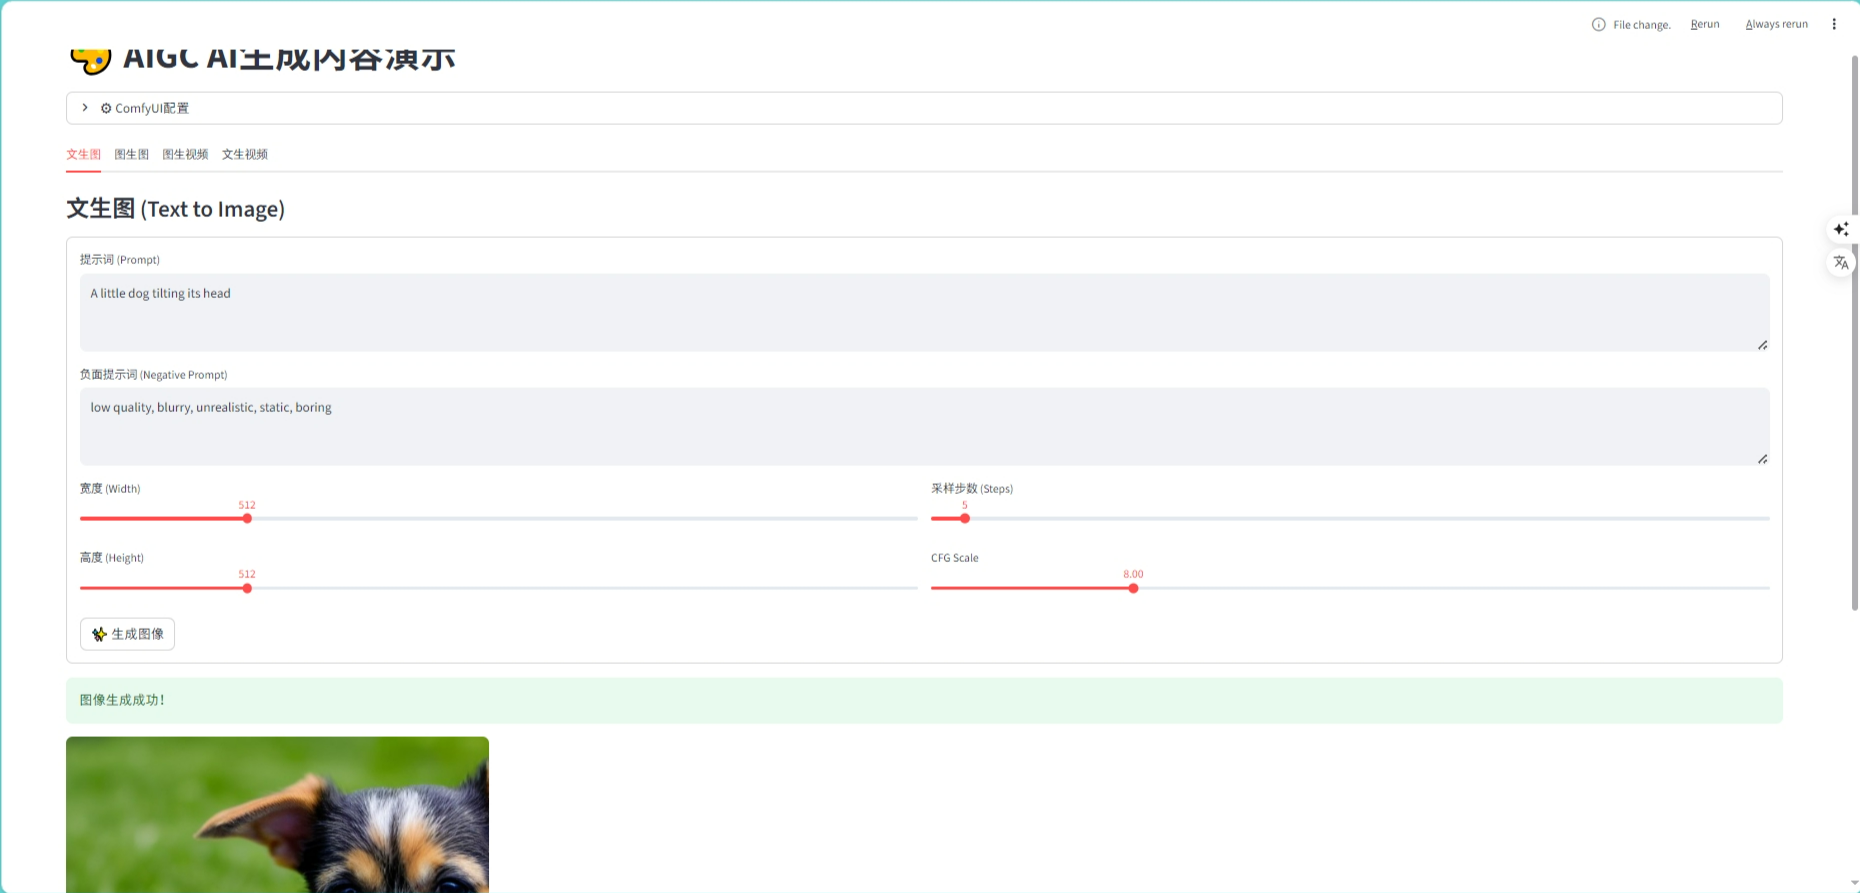 File change.
Rerun
Always rerun
AIGC AI生成内容演示
ComfyUI配置
文生图
图生图
图生视频
文生视频
文生图 (Text to Image)
提示词 (Prompt)
A little dog tilting its head
负面提示词 (Negative Prompt)
low quality, blurry, unrealistic, static, boring
宽度 (Width)
512
采样步数 (Steps)
5
高度 (Height)
512
CFG Scale
8.00
生成图像
图像生成成功！